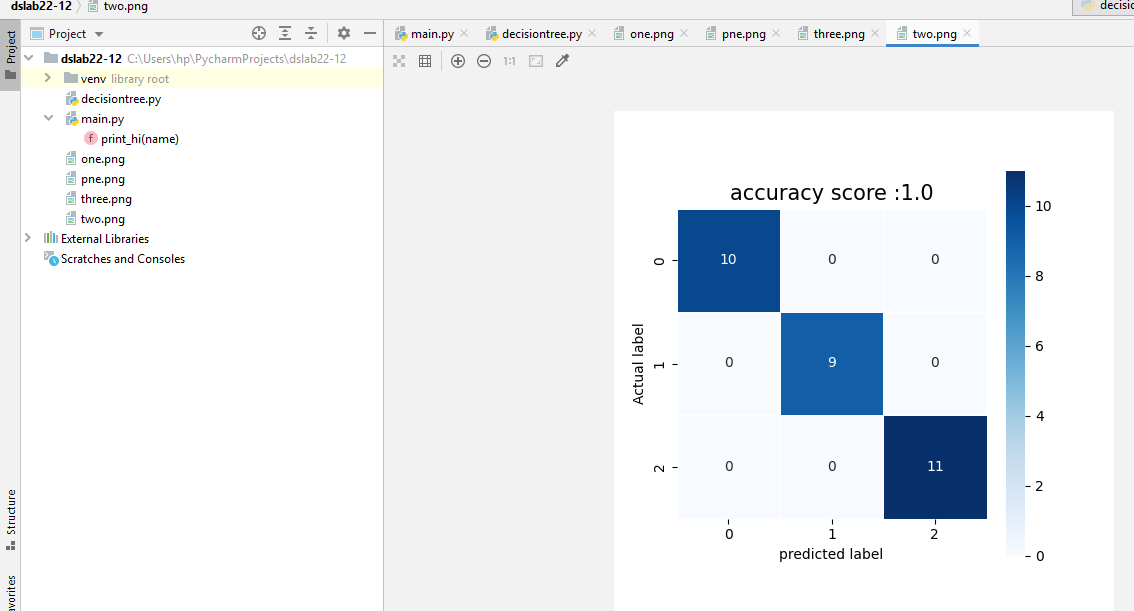 dslab22-12 two.png
decisio
Project
Project
main.py decisiontree.py one.png pne.png three.png two.png
dslab22-12 C:\Users\hp\PycharmProjects\dslab22-12
venv library root
decisiontree.py
main.py
f print_hi(name)
one.png
pne.png
three.png
two.png
External Libraries
Scratches and Consoles
Structure
avorites
1:1
accuracy score :1.0
Actual label
0
1
2
10 0 0
0 9 0
0 0 11
0 1 2
predicted label
10
8
6
4
2
0